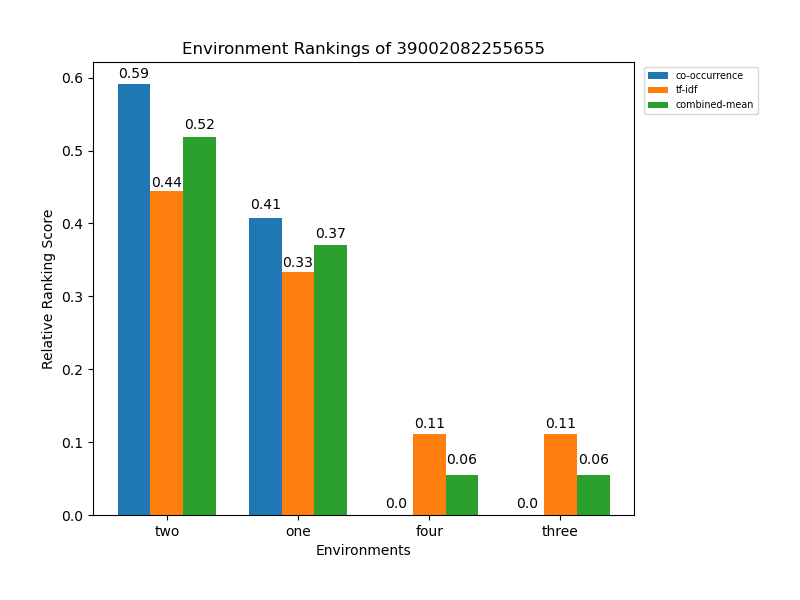 Environment Rankings of 39002082255655
co-occurrence
tf-idf
combined-mean
Relative Ranking Score
0.6
0.5
0.4
0.3
0.2
0.1
0.0
0.59
0.44
0.52
0.41
0.33
0.37
0.0
0.11
0.06
0.0
0.11
0.06
two one four three
Environments